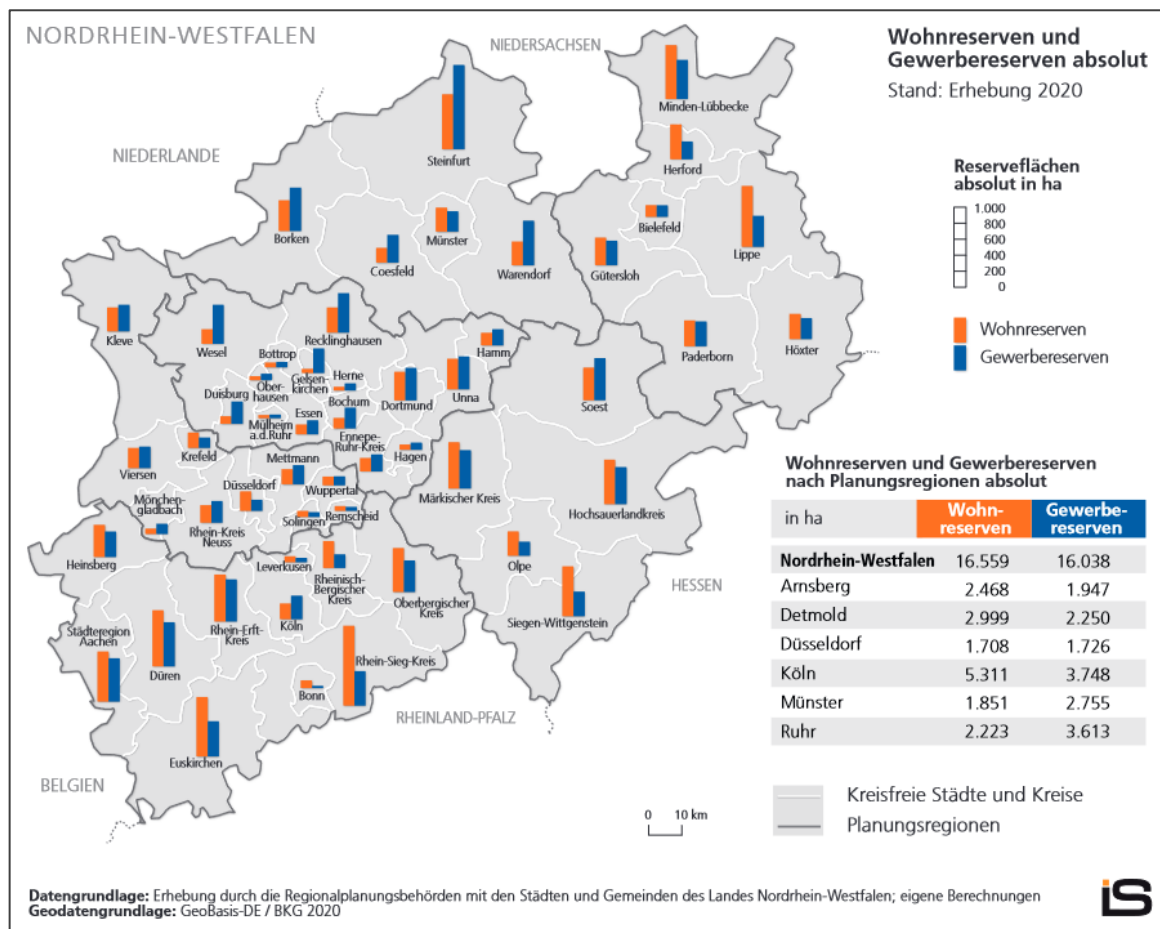 NORDRHEIN-WESTFALEN
NIEDERSACHSEN
Wohnreserven und
Gewerbereserven absolut
Stand: Erhebung 2020
Minden-Lübbecke
NIEDERLANDE
Steinfurt
Herford
Reserveflächen
absolut in ha
1.000
800
600
400
200
0
Borken
Münster
Bielefeld
Lippe
Coesfeld
Warendorf
Gütersloh
Wohnreserven
Gewerbereserven
Kleve
Wesel
Recklinghausen
Hamm
Paderborn
Höxter
Bottrop
Gelsen-
kirchen
Herne
Ober-
hausen
Duisburg
Bochum
Dortmund
Unna
Soest
Essen
Mülheim
a.d.Ruhr
Ennepe-
Ruhr-Kreis
Hagen
Krefeld
Viersen
Mettmann
Düsseldorf
Wuppertal
Märkischer Kreis
Hochsauerlandkreis
Mönchen-
gladbach
Rhein-Kreis
Neuss
Solingen
Remscheid
Heinsberg
Leverkusen
Rheinisch-
Bergischer
Kreis
Oberbergischer
Kreis
Olpe
HESSEN
Siegen-Wittgenstein
Rhein-Erft-
Kreis
Köln
Städteregion
Aachen
Düren
Rhein-Sieg-Kreis
Bonn
RHEINLAND-PFALZ
Euskirchen
BELGIEN
Wohnreserven und Gewerbereserven
nach Planungsregionen absolut
in ha Wohn-reserven Gewerbe-reserven
Nordrhein-Westfalen 16.559 16.038
Arnsberg 2.468 1.947
Detmold 2.999 2.250
Düsseldorf 1.708 1.726
Köln 5.311 3.748
Münster 1.851 2.755
Ruhr 2.223 3.613
0 10 km
Kreisfreie Städte und Kreise
Planungsregionen
Datengrundlage: Erhebung durch die Regionalplanungsbehörden mit den Städten und Gemeinden des Landes Nordrhein-Westfalen; eigene Berechnungen
Geodatengrundlage: GeoBasis-DE / BKG 2020
iS